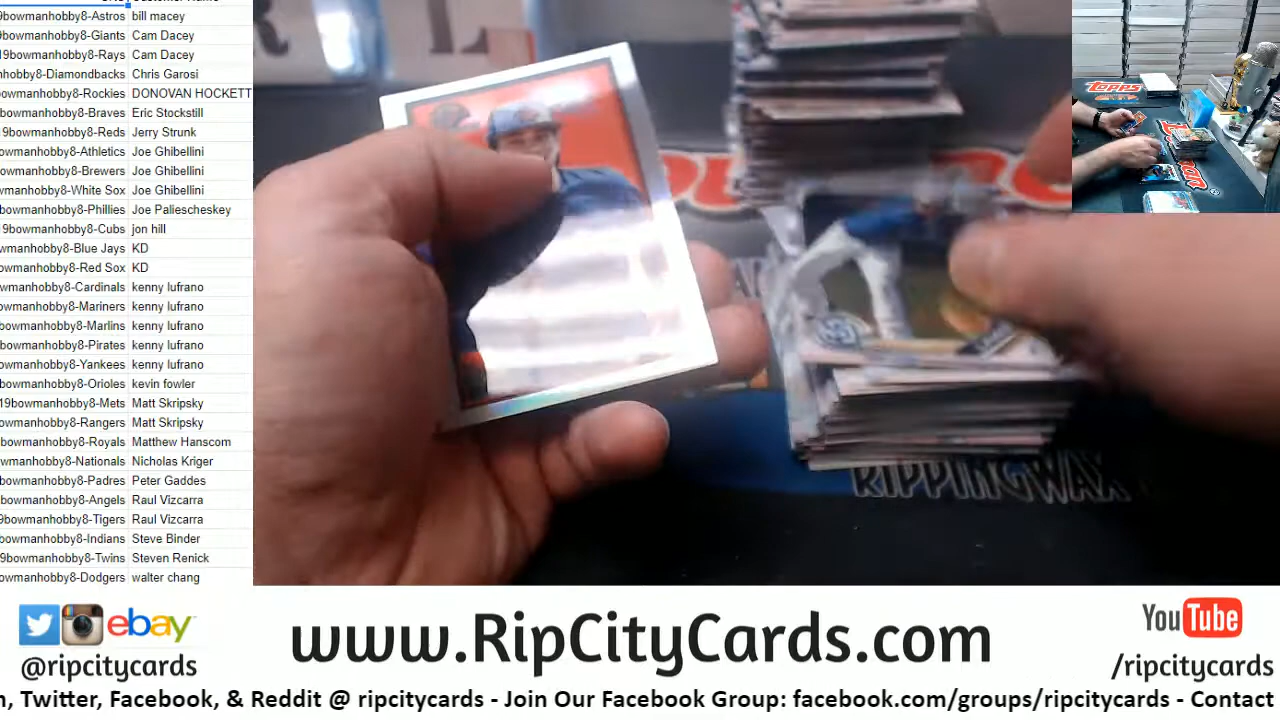 9bowmanhobby8-Astros bill macey
9bowmanhobby8-Giants Cam Dacey
19bowmanhobby8-Rays Cam Dacey
nhobby8-Diamondbacks Chris Garosi
owmanhobby8-Rockies DONOVAN HOCKETT
bowmanhobby8-Braves Eric Stockstill
9bowmanhobby8-Reds Jerry Strunk
owmanhobby8-Athletics Joe Ghibellini
owmanhobby8-Brewers Joe Ghibellini
wmanhobby8-White Sox Joe Ghibellini
owmanhobby8-Phillies Joe Paliescheskey
9bowmanhobby8-Cubs jon hill
wmanhobby8-Blue Jays KD
wmanhobby8-Red Sox KD
wmanhobby8-Cardinals kenny lufrano
owmanhobby8-Mariners kenny lufrano
bowmanhobby8-Marlins kenny lufrano
bowmanhobby8-Pirates kenny lufrano
owmanhobby8-Yankees kenny lufrano
bowmanhobby8-Orioles kevin fowler
19bowmanhobby8-Mets Matt Skripsky
owmanhobby8-Rangers Matt Skripsky
bowmanhobby8-Royals Matthew Hanscom
wmanhobby8-Nationals Nicholas Kriger
bowmanhobby8-Padres Peter Gaddes
bowmanhobby8-Angels Raul Vizcarra
9bowmanhobby8-Tigers Raul Vizcarra
bowmanhobby8-Indians Steve Binder
9bowmanhobby8-Twins Steven Renick
owmanhobby8-Dodgers walter chang
TOPPS
RIPPINGWAX
ebay
@ripcitycards
www.RipCityCards.com
YouTube
/ripcitycards
n, Twitter, Facebook, & Reddit @ ripcitycards - Join Our Facebook Group: facebook.com/groups/ripcitycards - Contact